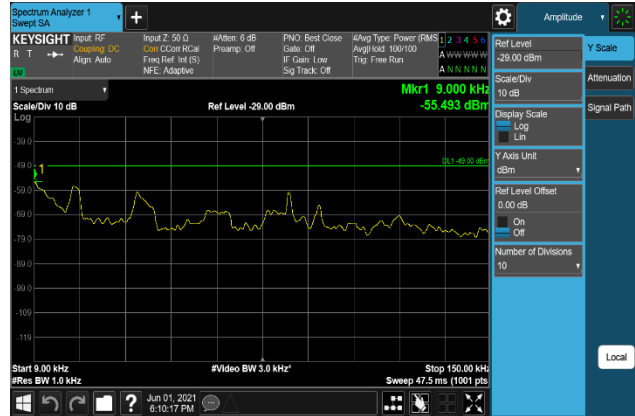 Spectrum Analyzer 1
Swept SA
Amplitude
KEYSIGHT
R T
Input: RF
Coupling: DC
Align: Auto
Input Z: 50 Ω
Corr CCorr RCal
Freq Ref: Int (S)
NFE: Adaptive
#Atten: 6 dB
Preamp: Off
PNO: Best Close
Gate: Off
IF Gain: Low
Sig Track: Off
#Avg Type: Power (RMS
Avg|Hold: 100/100
Trig: Free Run
1 2 3 4 5 6
A W W W W W
A N N N N N
1 Spectrum
Mkr1 9.000 kHz
Scale/Div 10 dB
Ref Level -29.00 dBm
-55.493 dBm
Log
-39.0
-49.0
1
DL1 -49.00 dBm
-59.0
-69.0
-79.0
-89.0
-99.0
-109
-119
Start 9.00 kHz
#Video BW 3.0 kHz*
Stop 150.00 kHz
#Res BW 1.0 kHz
Sweep 47.5 ms (1001 pts
Ref Level
-29.00 dBm
Scale/Div
10 dB
Display Scale
Log
Lin
Y Axis Unit
dBm
Ref Level Offset
0.00 dB
On
Off
Number of Divisions
10
Y Scale
Attenuation
Signal Path
Local
?
Jun 01, 2021
6:10:17 PM